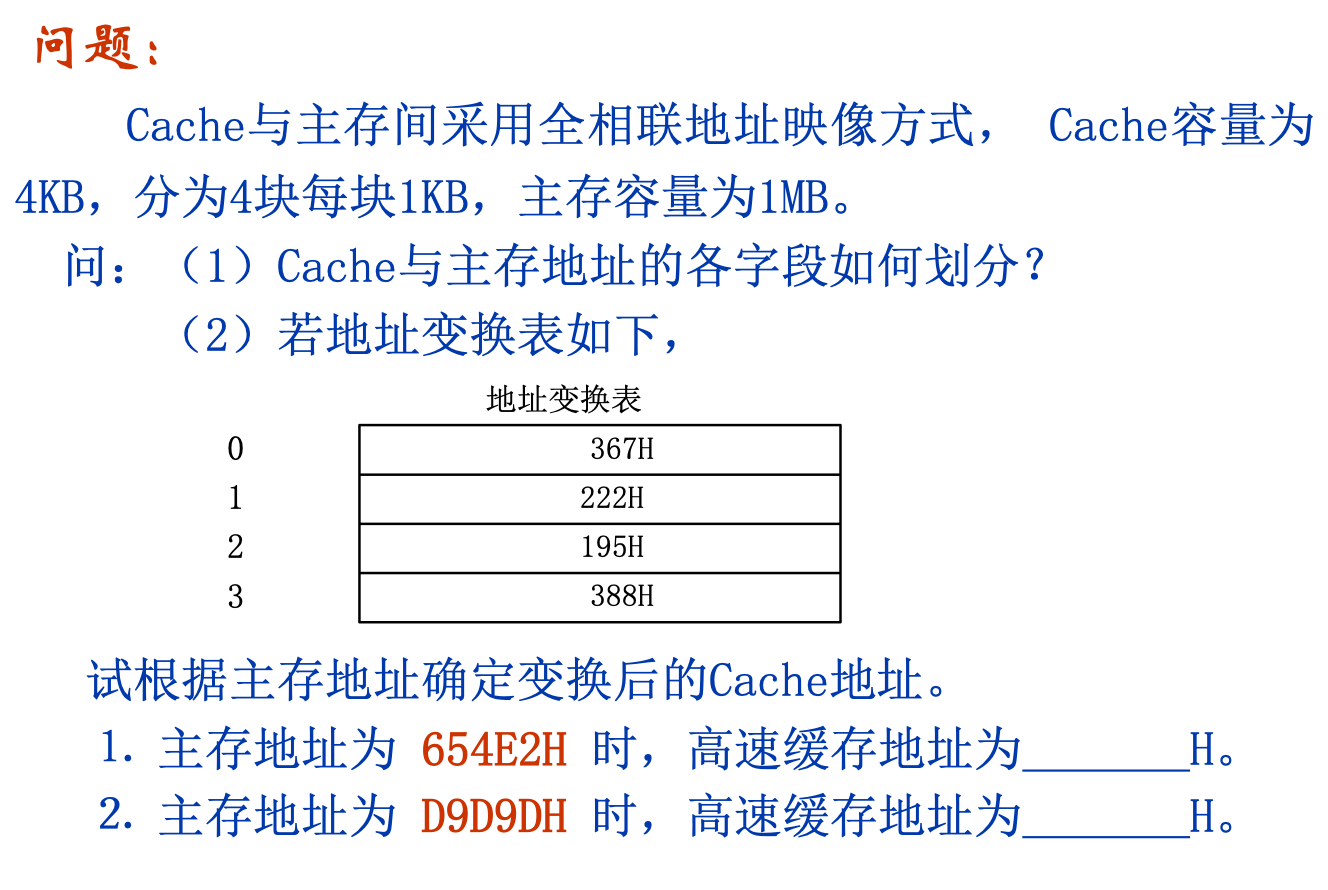 问题：
Cache与主存间采用全相联地址映像方式， Cache容量为
4KB，分为4块每块1KB，主存容量为1MB。
问：（1）Cache与主存地址的各字段如何划分？
（2）若地址变换表如下，
地址变换表
0 367H
1 222H
2 195H
3 388H
试根据主存地址确定变换后的Cache地址。
1. 主存地址为 654E2H 时，高速缓存地址为_______H。
2. 主存地址为 D9D9DH 时，高速缓存地址为_______H。